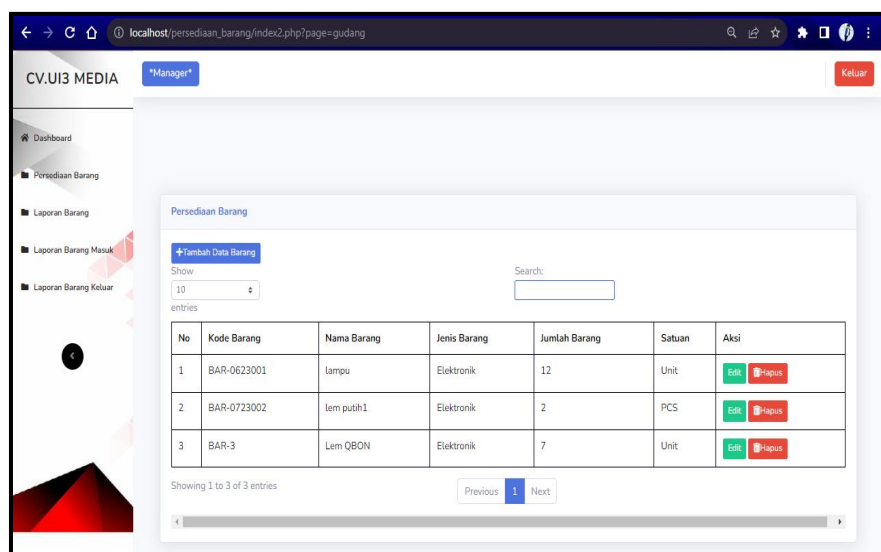 localhost/persediaan_barang/index2.php?page=gudang
CV.UI3 MEDIA
*Manager*
Keluar
Dashboard
Persediaan Barang
Laporan Barang
Laporan Barang Masuk
Laporan Barang Keluar
Persediaan Barang
+Tambah Data Barang
Show
10
entries
Search:
No Kode Barang Nama Barang Jenis Barang Jumlah Barang Satuan Aksi
1 BAR-0623001 lampu Elektronik 12 Unit Edit Hapus
2 BAR-0723002 lem putih1 Elektronik 2 PCS Edit Hapus
3 BAR-3 Lem QBON Elektronik 7 Unit Edit Hapus
Showing 1 to 3 of 3 entries
Previous 1 Next